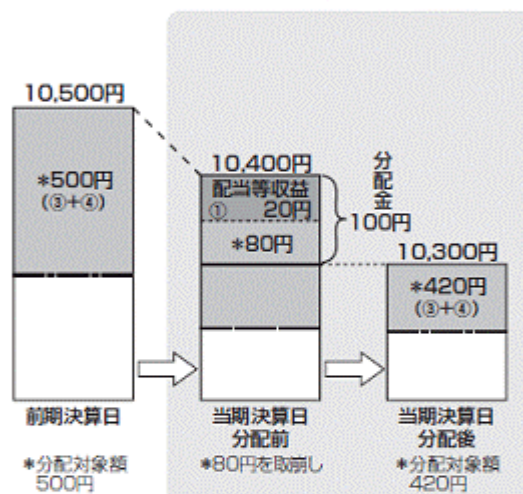 10,500円
*500円
(③+④)
前期決算日
*分配対象額
500円
10,400円
配当等収益
① 20円
*80円
分配金
100円
当期決算日
分配前
*80円を取崩し
10,300円
*420円
(③+④)
当期決算日
分配後
*分配対象額
420円